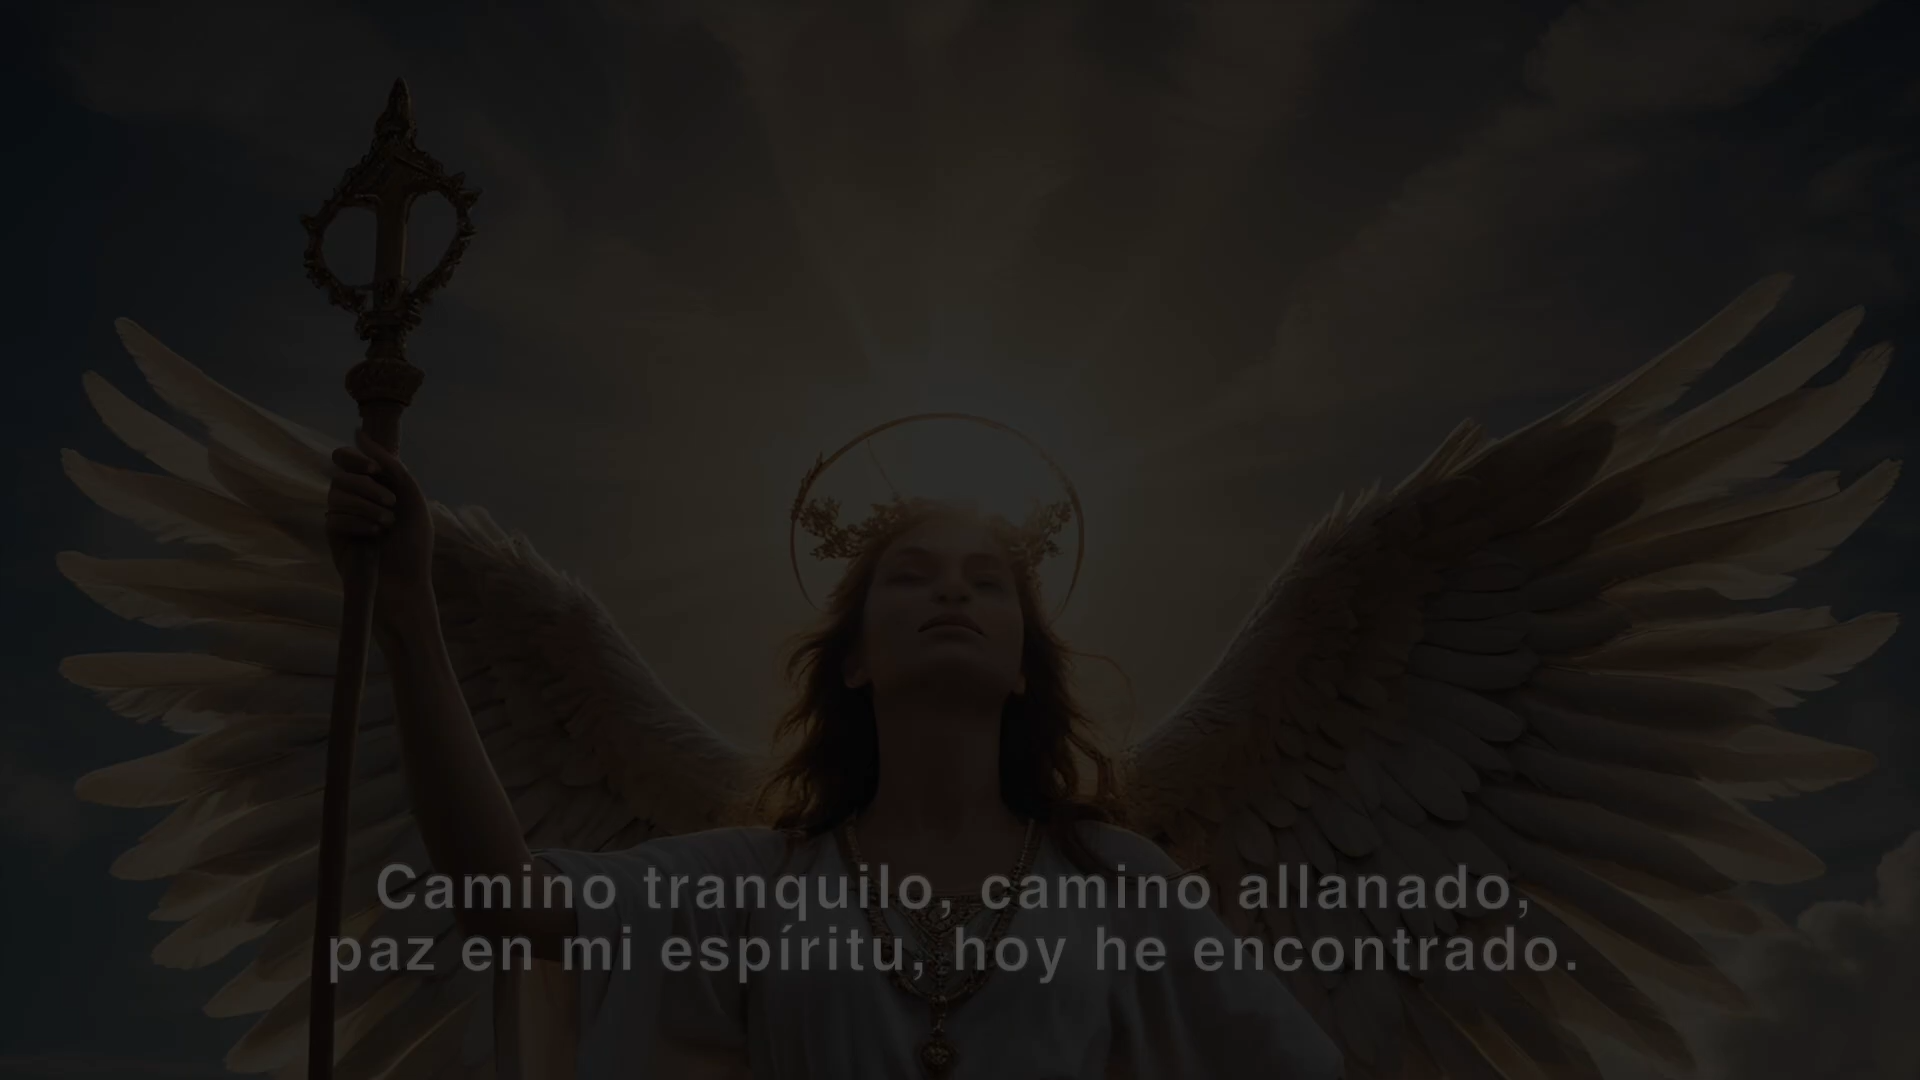 Camino tranquilo, camino allanado,
paz en mi espíritu, hoy he encontrado.